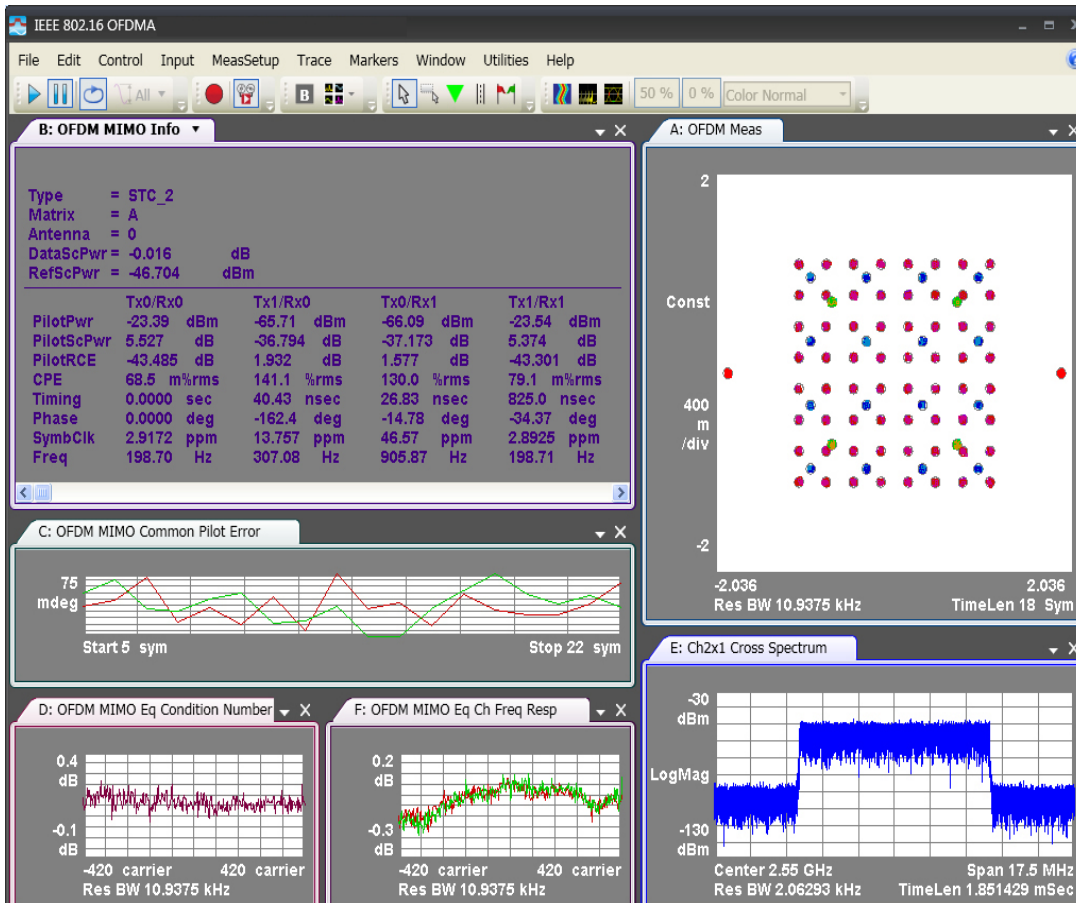 IEEE 802.16 OFDMA
File Edit Control Input MeasSetup Trace Markers Window Utilities Help
All
B
50 % 0 % Color Normal
B: OFDM MIMO Info
Type = STC_2
Matrix = A
Antenna = 0
DataScPwr = -0.016 dB
RefScPwr = -46.704 dBm
Tx0/Rx0 Tx1/Rx0 Tx0/Rx1 Tx1/Rx1
PilotPwr -23.39 dBm -65.71 dBm -66.09 dBm -23.54 dBm
PilotScPwr 5.527 dB -36.794 dB -37.173 dB 5.374 dB
PilotRCE -43.485 dB 1.932 dB 1.577 dB -43.301 dB
CPE 68.5 m%rms 141.1 %rms 130.0 %rms 79.1 m%rms
Timing 0.0000 sec 40.43 nsec 26.83 nsec 825.0 nsec
Phase 0.0000 deg -162.4 deg -14.78 deg -34.37 deg
SymbClk 2.9172 ppm 13.757 ppm 46.57 ppm 2.8925 ppm
Freq 198.70 Hz 307.08 Hz 905.87 Hz 198.71 Hz
A: OFDM Meas
2
Const
400
m
/div
-2
-2.036 2.036
Res BW 10.9375 kHz TimeLen 18 Sym
C: OFDM MIMO Common Pilot Error
75
mdeg
Start 5 sym Stop 22 sym
D: OFDM MIMO Eq Condition Number
0.4
dB
-0.1
dB
-420 carrier 420 carrier
Res BW 10.9375 kHz
F: OFDM MIMO Eq Ch Freq Resp
0.2
dB
-0.3
dB
-420 carrier 420 carrier
Res BW 10.9375 kHz
E: Ch2x1 Cross Spectrum
-30
dBm
LogMag
-130
dBm
Center 2.55 GHz Span 17.5 MHz
Res BW 2.06293 kHz TimeLen 1.851429 mSec